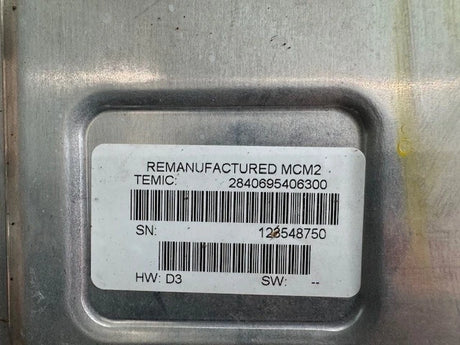 REMANUFACTURED MCM2
TEMIC: 2840695406300
SN: 123548750
HW: D3 SW: --